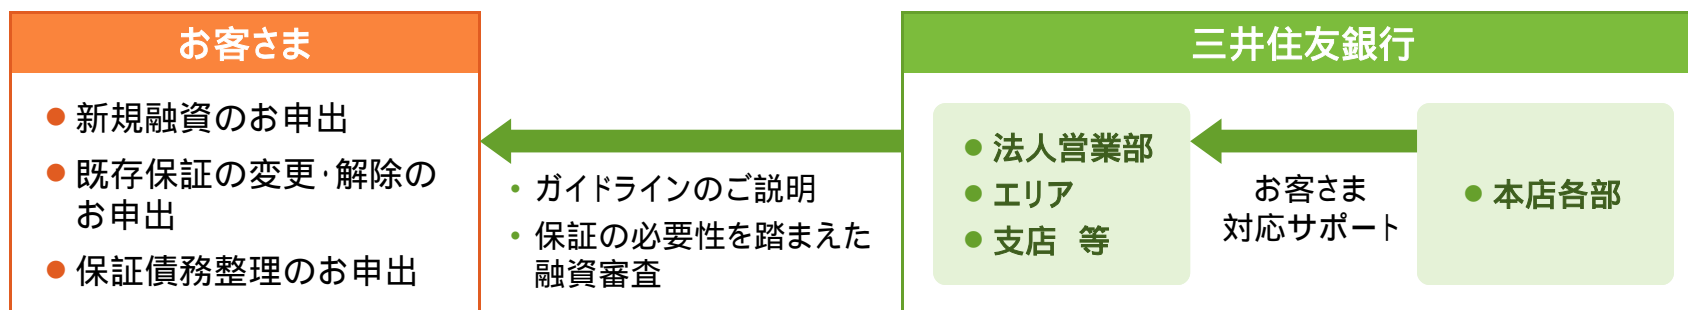 お客さま
● 新規融資のお申出
● 既存保証の変更・解除の
お申出
● 保証債務整理のお申出
・ ガイドラインのご説明
・ 保証の必要性を踏まえた
融資審査
三井住友銀行
● 法人営業部
● エリア
● 支店 等
お客さま
対応サポート
● 本店各部